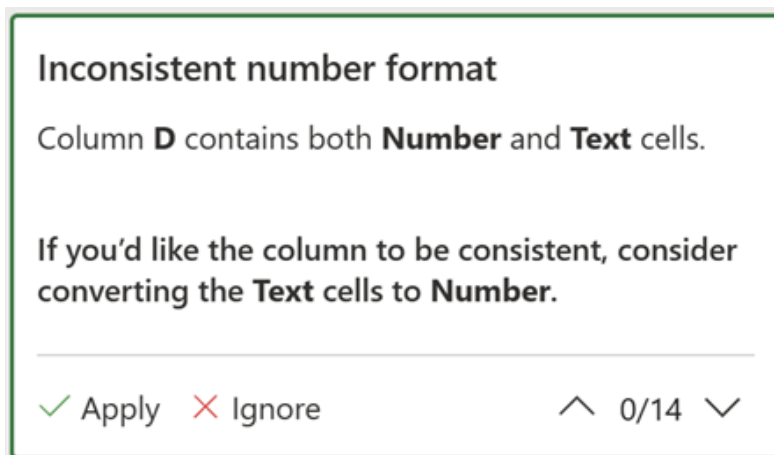 Inconsistent number format
Column D contains both Number and Text cells.
If you’d like the column to be consistent, consider
converting the Text cells to Number.
Apply Ignore 0/14